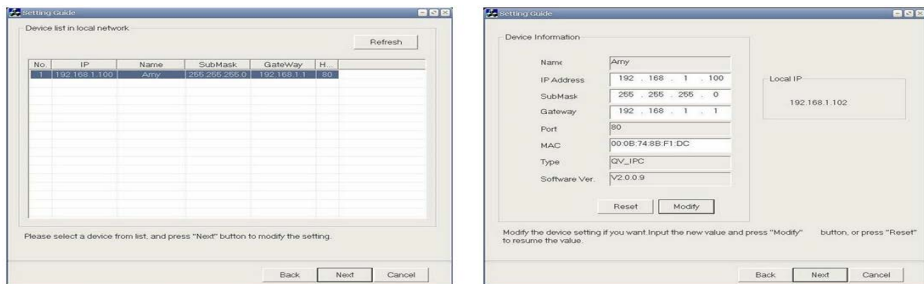 Setting Guide
Device list in local network
Refresh
No. IP Name SubMask GateWay H...
1 192.168.1.100 Amy 255.255.255.0 192.168.1.1 80
Please select a device from list, and press "Next" button to modify the setting.
Back Next Cancel
Setting Guide
Device Information
Name Amy
IP Address 192 . 168 . 1 . 100
SubMask 255 . 255 . 255 . 0
Gateway 192 . 168 . 1 . 1
Port 80
MAC 00:0B:74:8B:F1:DC
Type QV_IPC
Software Ver. V2.0.0.9
Reset Modify
Local IP
192.168.1.102
Modify the device setting if you want.Input the new value and press "Modify" button, or press "Reset"
to resume the value.
Back Next Cancel